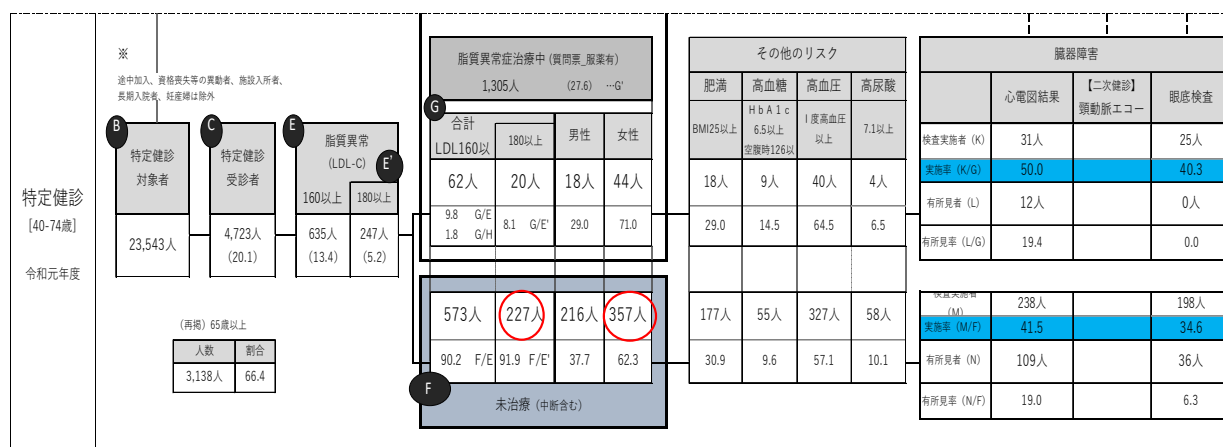 ※
途中加入、資格喪失等の異動者、施設入所者、
長期入院者、妊産婦は除外
特定健診
[40-74歳]
令和元年度
B
特定健診
対象者
23,543人
C
特定健診
受診者
4,723人
(20.1)
E
脂質異常
(LDL-C)
E'
160以上 180以上
635人 247人
(13.4) (5.2)
(再掲) 65歳以上
人数 割合
3,138人 66.4
脂質異常症治療中 (質問票_服薬有)
1,305人 (27.6) …G'
G
合計
LDL160以
180以上 男性 女性
62人 20人 18人 44人
9.8 G/E
1.8 G/H
8.1 G/E' 29.0 71.0
573人 227人 216人 357人
90.2 F/E 91.9 F/E' 37.7 62.3
F
未治療 (中断含む)
その他のリスク
肥満 高血糖 高血圧 高尿酸
BMI25以上
HbA1c
6.5以上
空腹時126以
Ⅰ度高血圧
以上
7.1以上
18人 9人 40人 4人
29.0 14.5 64.5 6.5
177人 55人 327人 58人
30.9 9.6 57.1 10.1
臓器障害
心電図結果
【二次健診】
頸動脈エコー
眼底検査
検査実施者 (K) 31人 25人
実施率 (K/G) 50.0 40.3
有所見者 (L) 12人 0人
有所見率 (L/G) 19.4 0.0
検査実施者
(M)
238人 198人
実施率 (M/F) 41.5 34.6
有所見者 (N) 109人 36人
有所見率 (N/F) 19.0 6.3